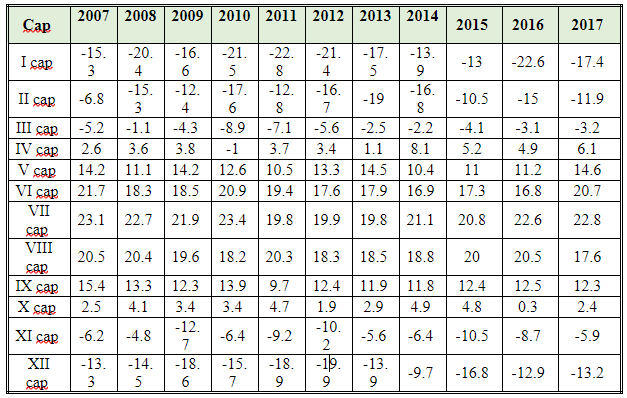 Сар 2007 2008 2009 2010 2011 2012 2013 2014 2015 2016 2017
I сар -15.3 -20.4 -16.6 -21.5 -22.8 -21.4 -17.5 -13.9 -13 -22.6 -17.4
II сар -6.8 -15.3 -12.4 -17.6 -12.8 -16.7 -19 -16.8 -10.5 -15 -11.9
III сар -5.2 -1.1 -4.3 -8.9 -7.1 -5.6 -2.5 -2.2 -4.1 -3.1 -3.2
IV сар 2.6 3.6 3.8 -1 3.7 3.4 1.1 8.1 5.2 4.9 6.1
V сар 14.2 11.1 14.2 12.6 10.5 13.3 14.5 10.4 11 11.2 14.6
VI сар 21.7 18.3 18.5 20.9 19.4 17.6 17.9 16.9 17.3 16.8 20.7
VII сар 23.1 22.7 21.9 23.4 19.8 19.9 19.8 21.1 20.8 22.6 22.8
VIII сар 20.5 20.4 19.6 18.2 20.3 18.3 18.5 18.8 20 20.5 17.6
IX сар 15.4 13.3 12.3 13.9 9.7 12.4 11.9 11.8 12.4 12.5 12.3
X сар 2.5 4.1 3.4 3.4 4.7 1.9 2.9 4.9 4.8 0.3 2.4
XI сар -6.2 -4.8 -12.7 -6.4 -9.2 -10.2 -5.6 -6.4 -10.5 -8.7 -5.9
XII сар -13.3 -14.5 -18.6 -15.7 -18.9 -19.9 -13.9 -9.7 -16.8 -12.9 -13.2